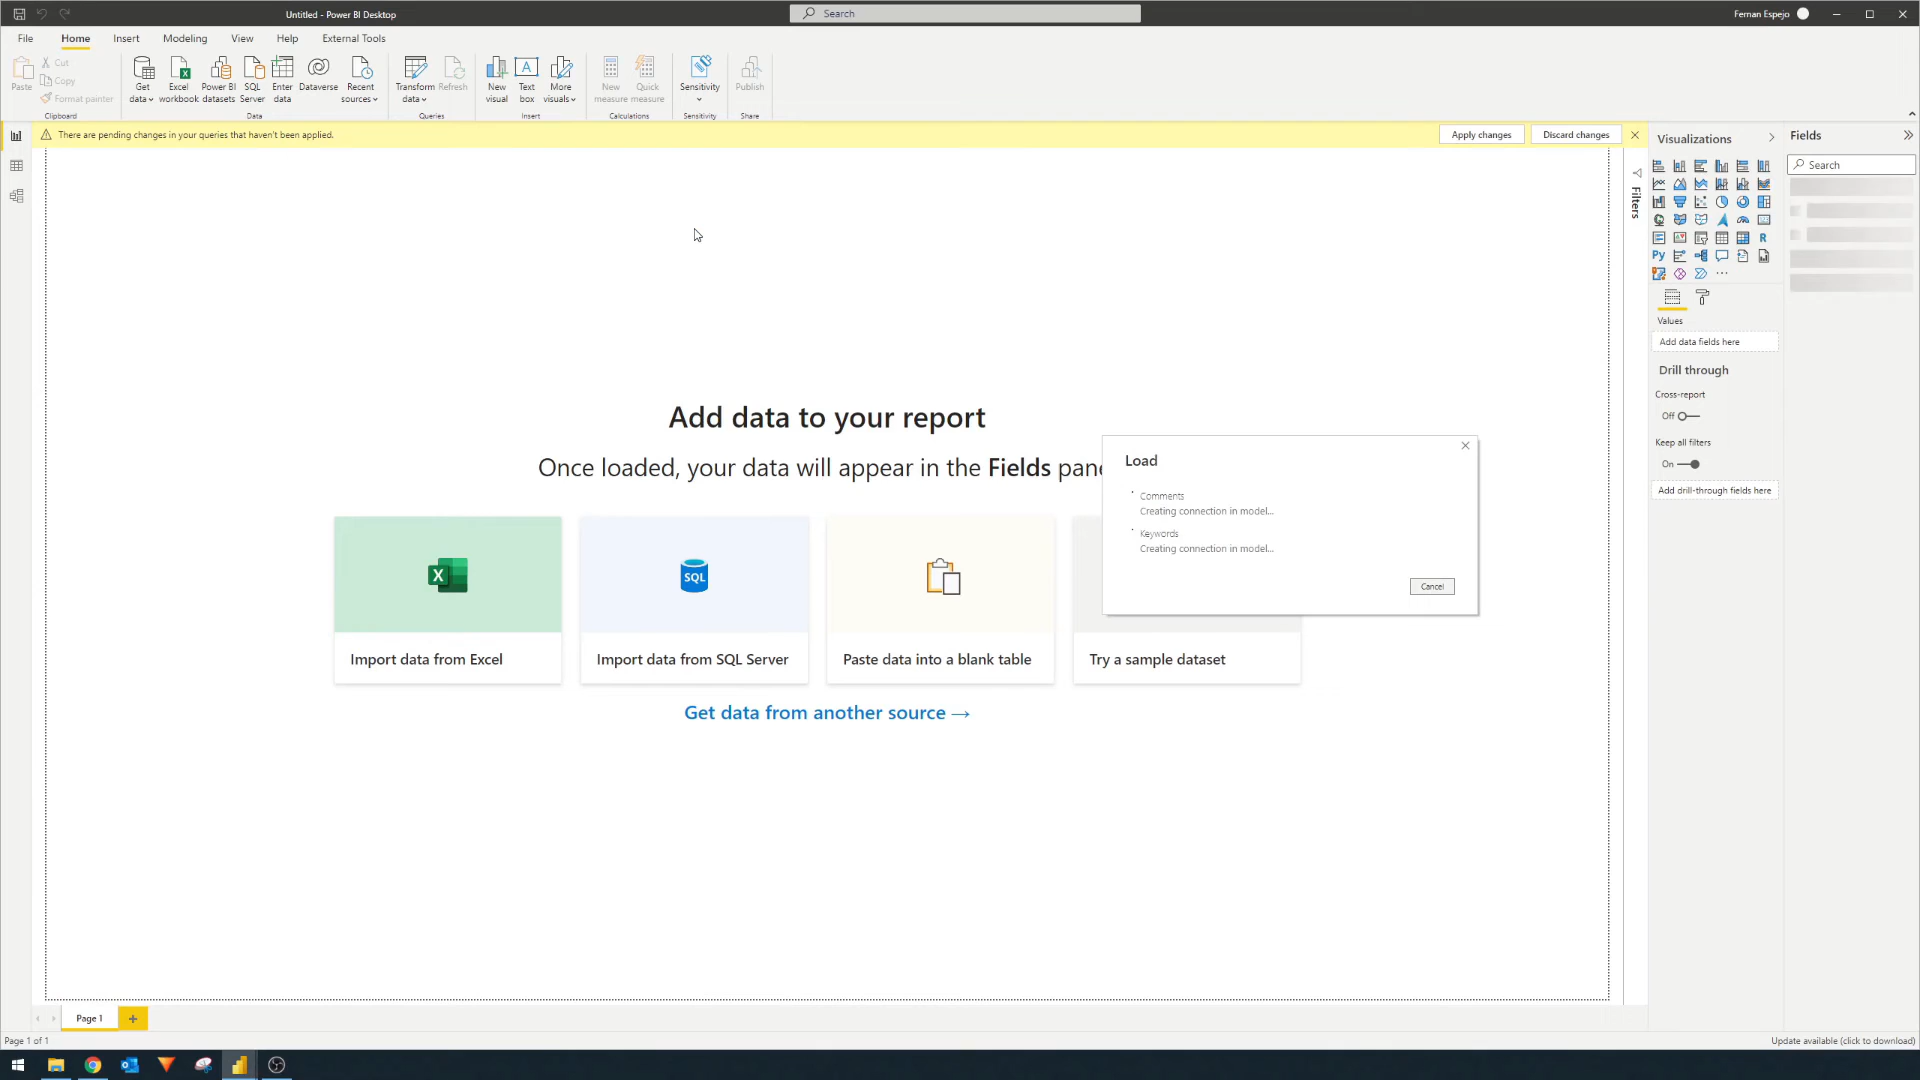 Untitled - Power BI Desktop
Search
Fernan Espejo
File Home Insert Modeling View Help External Tools
Paste
Cut
Copy
Format painter
Clipboard
Get data
Excel workbook
Power BI datasets
SQL Server
Enter data
Dataverse
Recent sources
Data
Transform data
Refresh
Queries
New visual
Text box
More visuals
Insert
New measure
Quick measure
Calculations
Sensitivity
Sensitivity
Publish
Share
There are pending changes in your queries that haven't been applied.
Apply changes
Discard changes
Visualizations
Fields
Search
Filters
R
Py
Values
Add data fields here
Drill through
Cross-report
Off
Keep all filters
On
Add drill-through fields here
Add data to your report
Once loaded, your data will appear in the Fields pan
Load
Comments
Creating connection in model...
Keywords
Creating connection in model...
Cancel
X
SQL
Import data from Excel
Import data from SQL Server
Paste data into a blank table
Try a sample dataset
Get data from another source →
Page 1
+
Page 1 of 1
Update available (click to download)